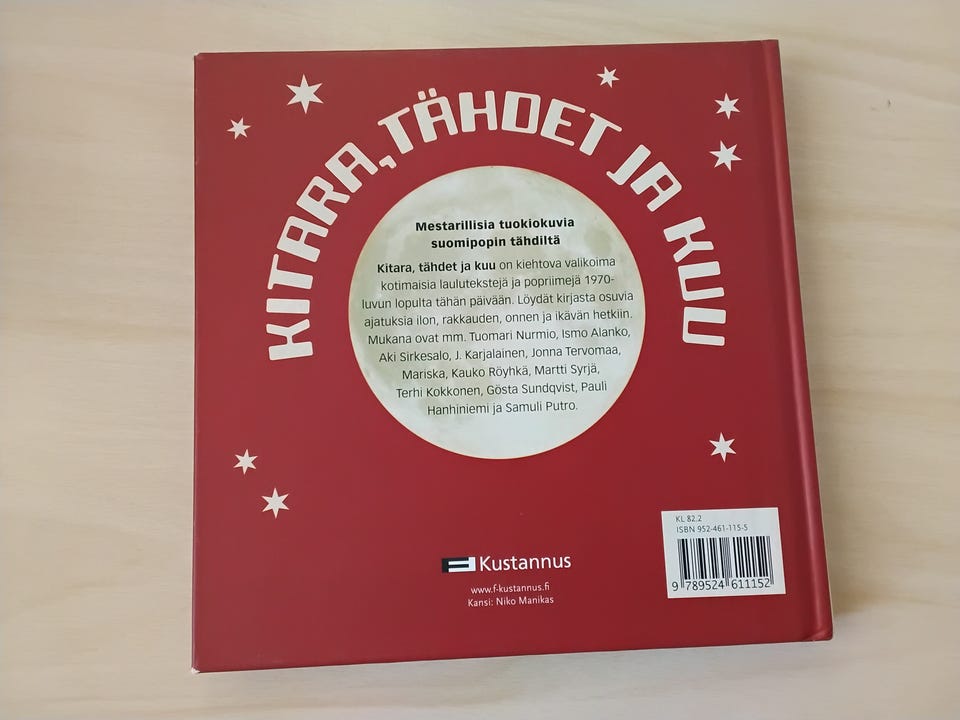 KITARA, TÄHDET JA KUU
Mestarillisia tuokiokuvia
suomipopin tähdiltä
Kitara, tähdet ja kuu on kiehtova valikoima
kotimaisia laulutekstejä ja popriimejä 1970-
luvun lopulta tähän päivään. Löydät kirjasta osuvia
ajatuksia ilon, rakkauden, onnen ja ikävän hetkiin.
Mukana ovat mm. Tuomari Nurmio, Ismo Alanko,
Aki Sirkesalo, J. Karjalainen, Jonna Tervomaa,
Mariska, Kauko Röyhkä, Martti Syrjä,
Terhi Kokkonen, Gösta Sundqvist, Pauli
Hanhiniemi ja Samuli Putro.
KL 82.2
ISBN 952-461-115-5
9 789524 611152
F Kustannus
www.f-kustannus.fi
Kansi: Niko Manikas